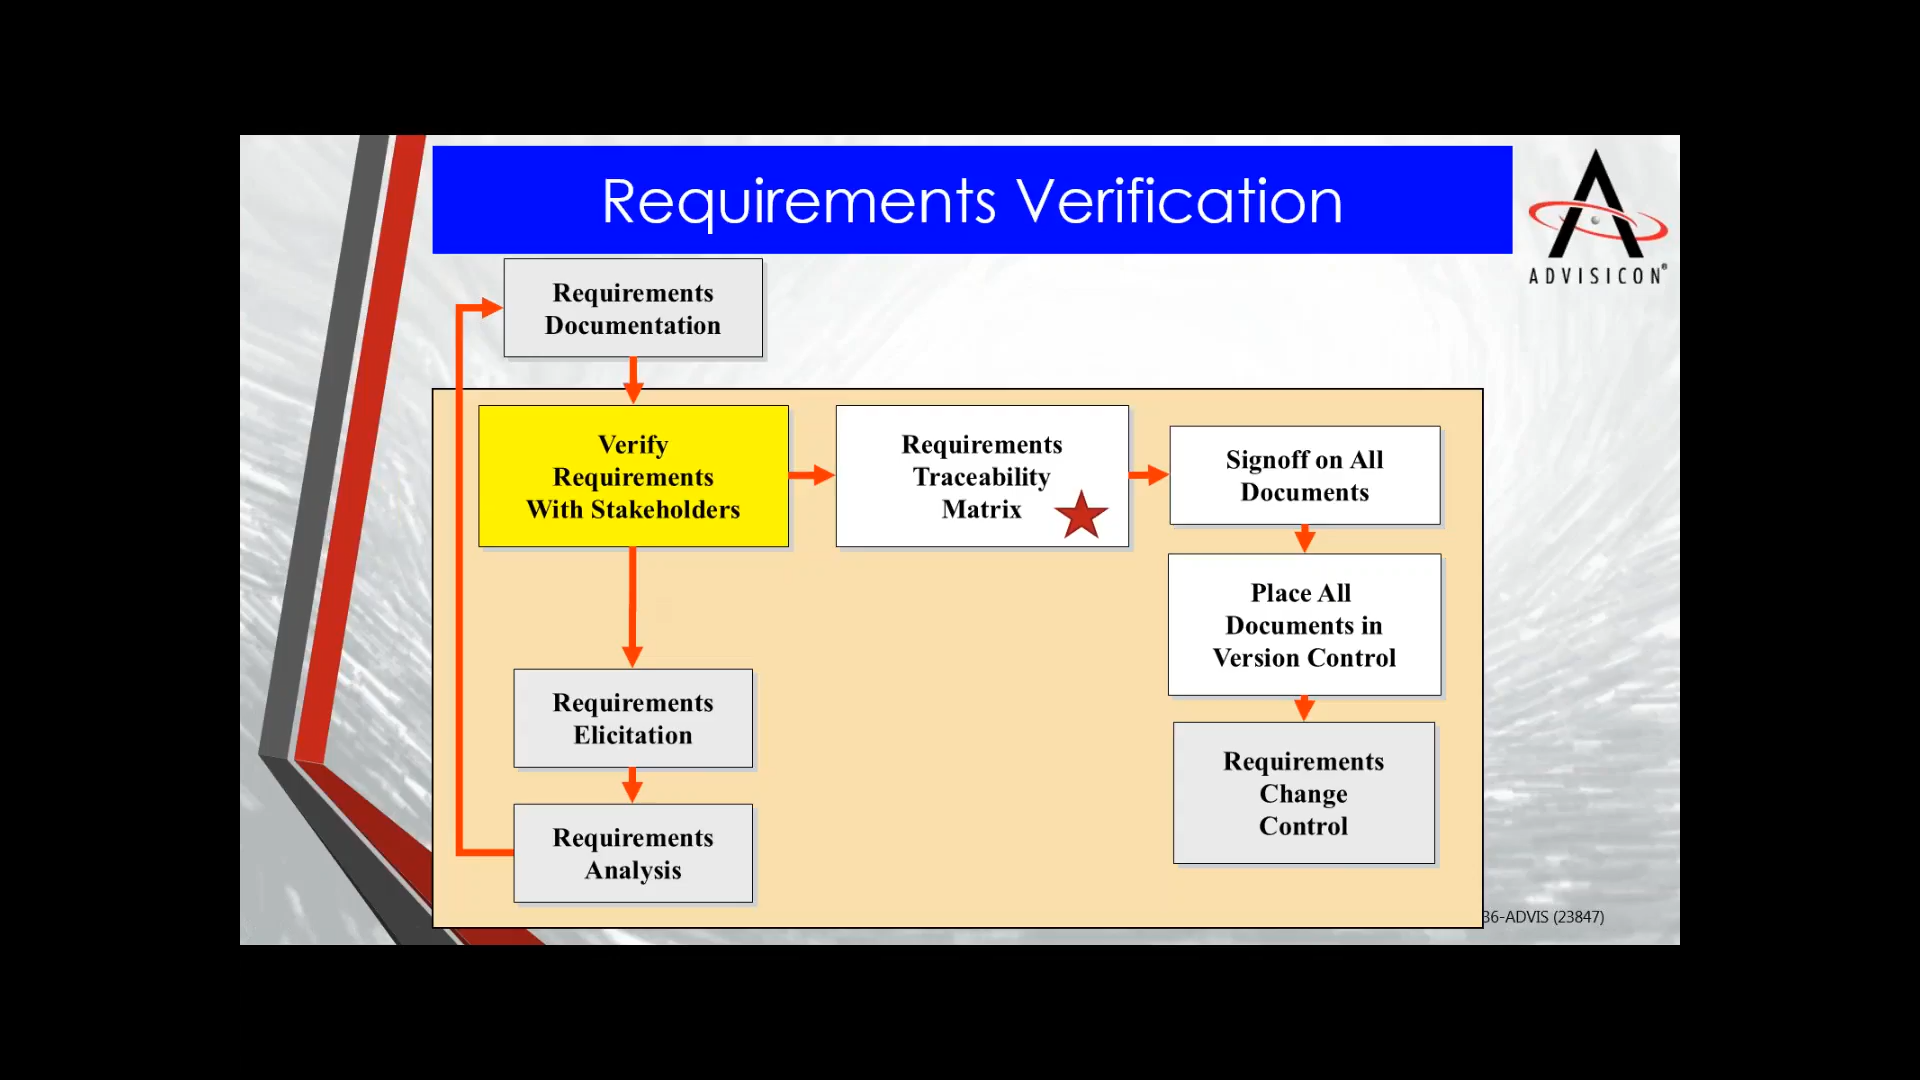 Requirements Verification
ADVISICON®
Requirements
Documentation
Verify
Requirements
With Stakeholders
Requirements
Traceability
Matrix
Signoff on All
Documents
Place All
Documents in
Version Control
Requirements
Elicitation
Requirements
Change
Control
Requirements
Analysis
36-ADVIS (23847)